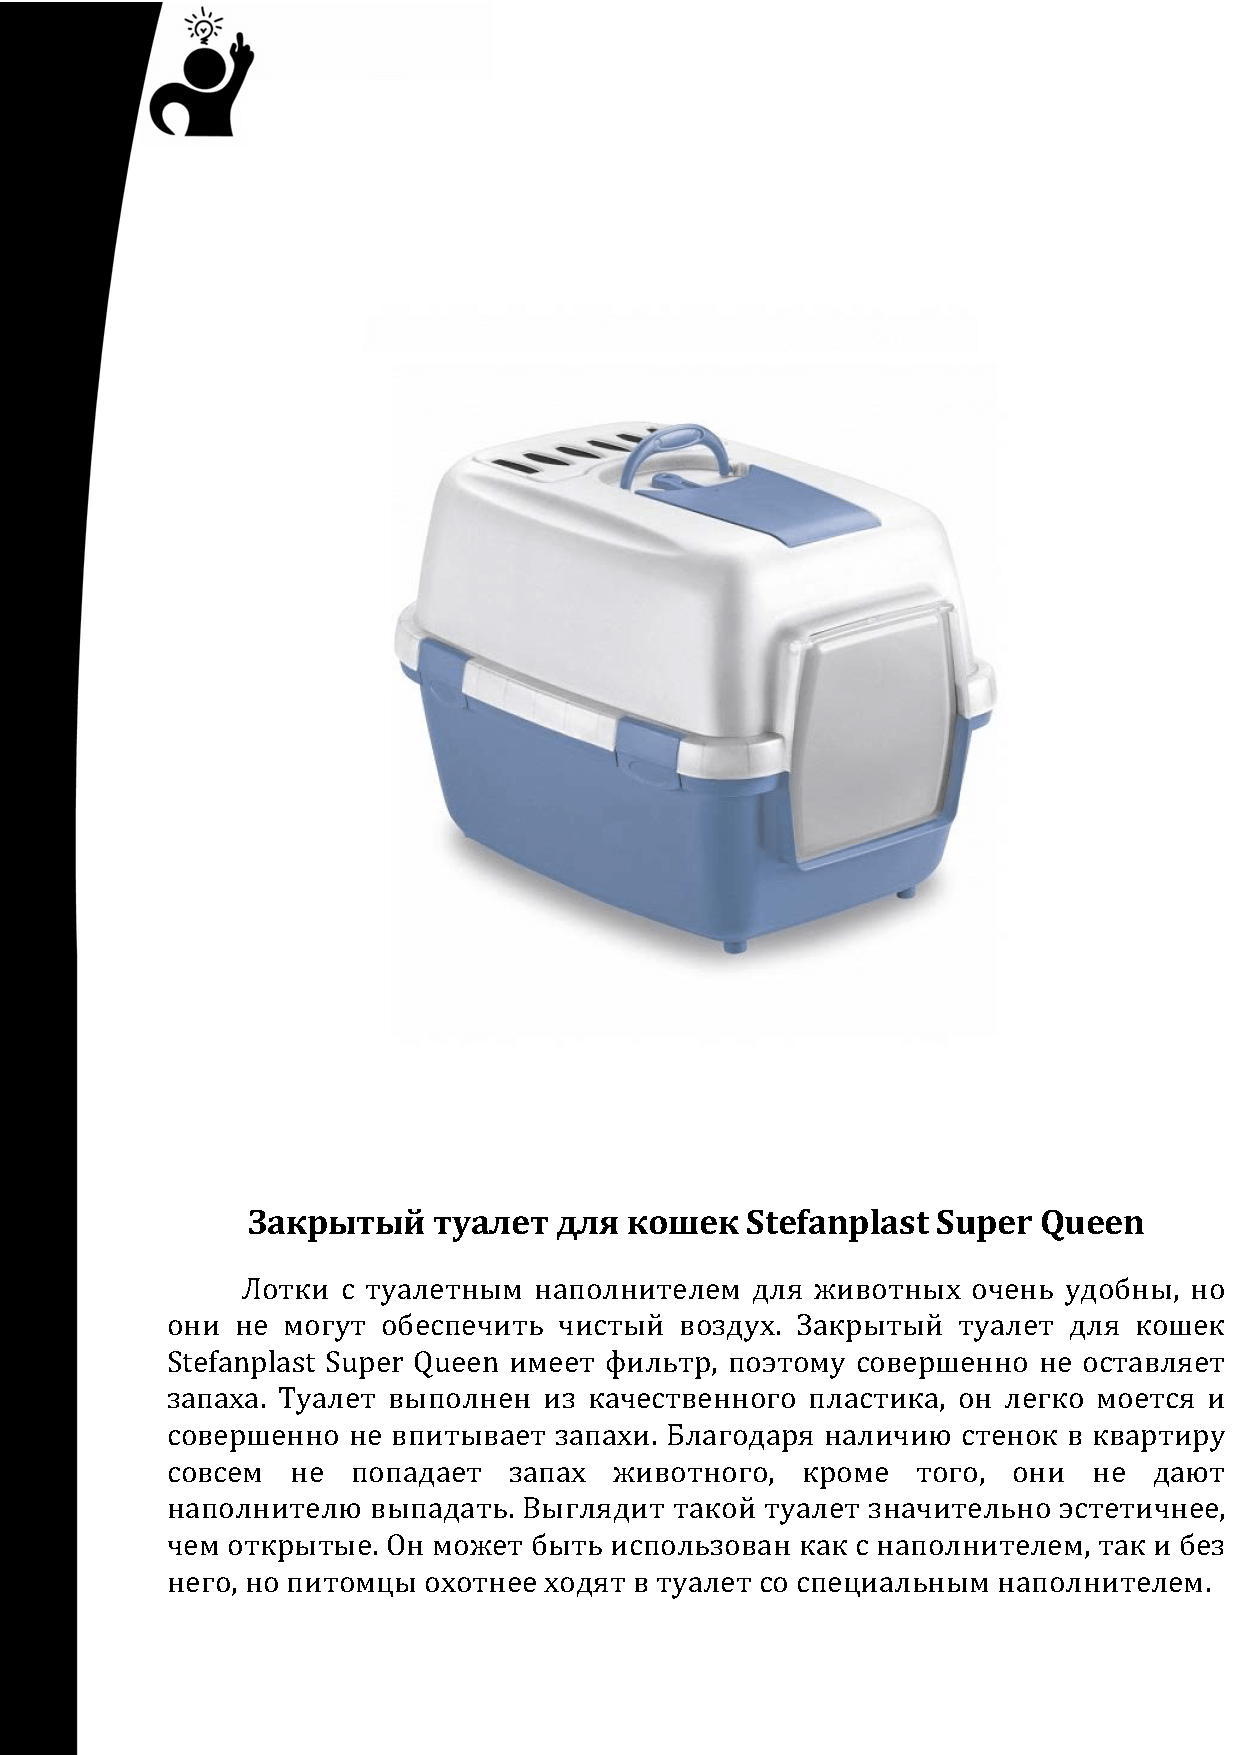 Закрытый туалет для кошек Stefanplast Super Queen
Лотки с туалетным наполнителем для животных очень удобны, но
они не могут обеспечить чистый воздух. Закрытый туалет для кошек
Stefanplast Super Queen имеет фильтр, поэтому совершенно не оставляет
запаха. Туалет выполнен из качественного пластика, он легко моется и
совершенно не впитывает запахи. Благодаря наличию стенок в квартиру
совсем не попадает запах животного, кроме того, они не дают
наполнителю выпадать. Выглядит такой туалет значительно эстетичнее,
чем открытые. Он может быть использован как с наполнителем, так и без
него, но питомцы охотнее ходят в туалет со специальным наполнителем.